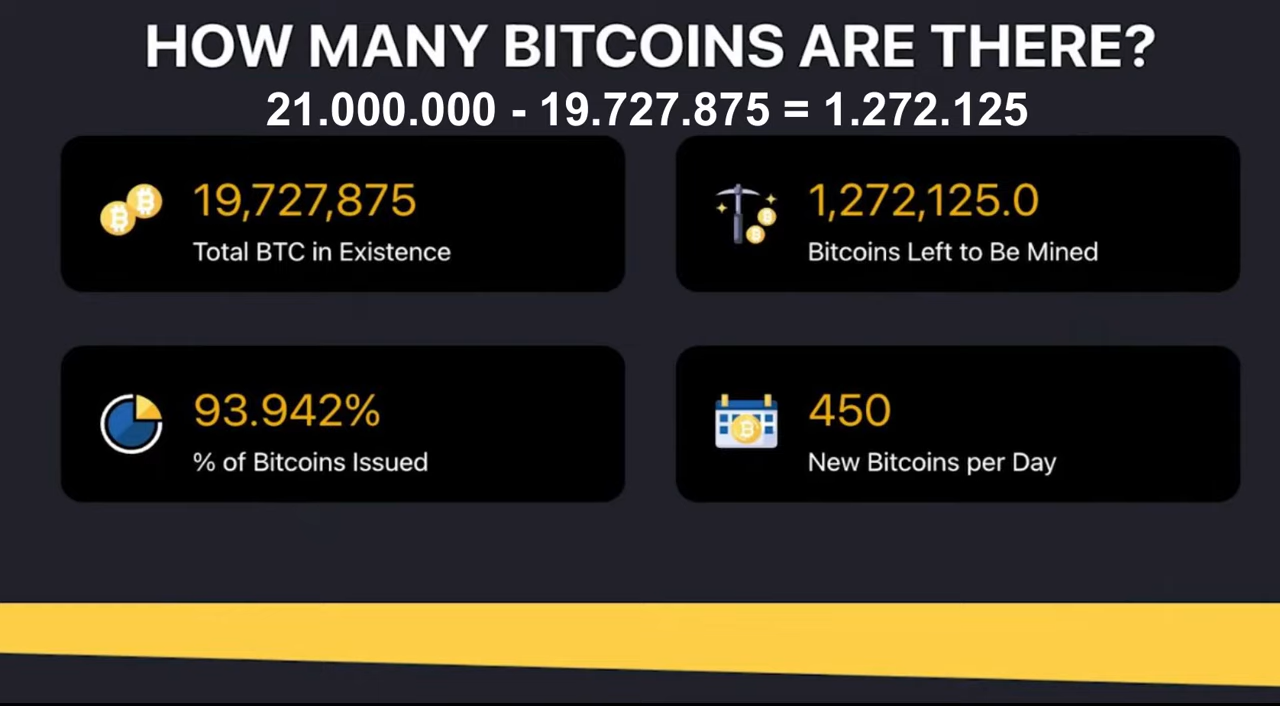 HOW MANY BITCOINS ARE THERE?
21.000.000 - 19.727.875 = 1.272.125
19,727,875
Total BTC in Existence
1,272,125.0
Bitcoins Left to Be Mined
93.942%
% of Bitcoins Issued
450
New Bitcoins per Day